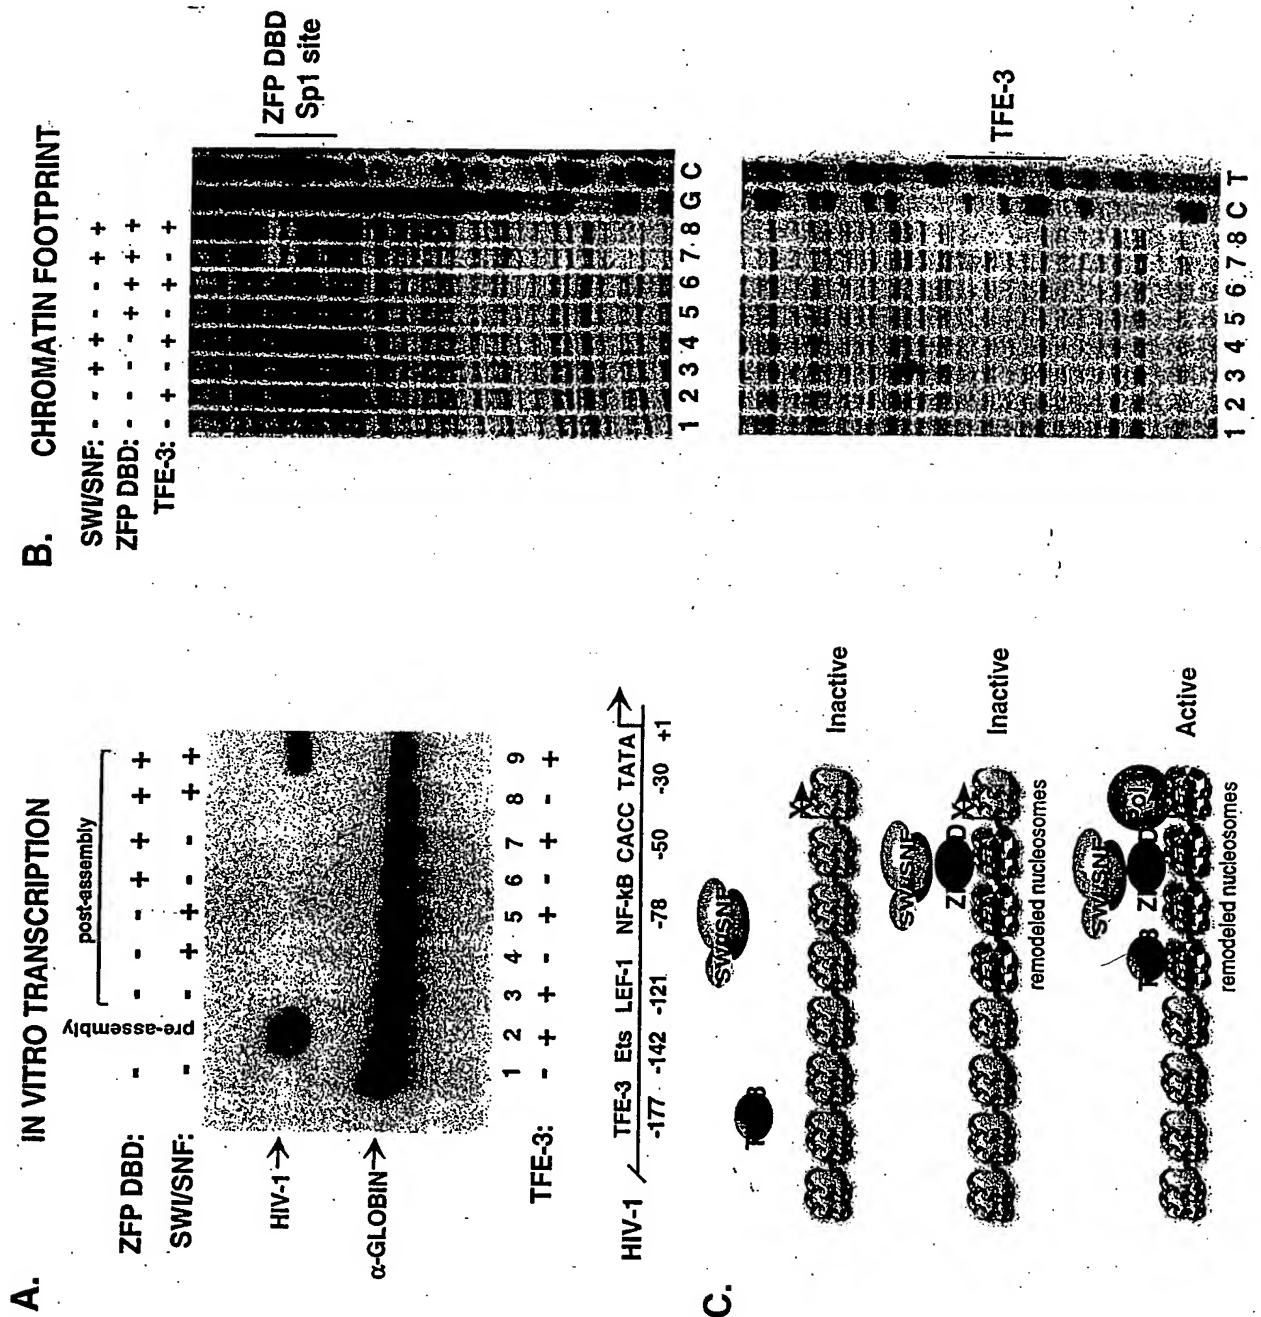 A. IN VITRO TRANSCRIPTION
post-assembly
pre-assembly
ZFP DBD: - - - - + + + +
SWI/SNF: - - + + - - + +
HIV-1→
α-GLOBIN→
1 2 3 4 5 6 7 8 9
TFE-3: - + + - + - + - +
HIV-1 TFE-3 Ets LEF-1 NF-kB CACC TATA
-177 -142 -121 -78 -50 -30 +1
B. CHROMATIN FOOTPRINT
SWI/SNF: - - + + - - + +
ZFP DBD: - - - - + + + +
TFE-3: - + - + - + - +
ZFP DBD
Sp1 site
1 2 3 4 5 6 7 8 G C
TFE-3
1 2 3 4 5 6 7 8 C T
C.
SWI/SNF
X
Inactive
SWI/SNF
X
Inactive
remodeled nucleosomes
SWI/SNF
Pol
Active
remodeled nucleosomes